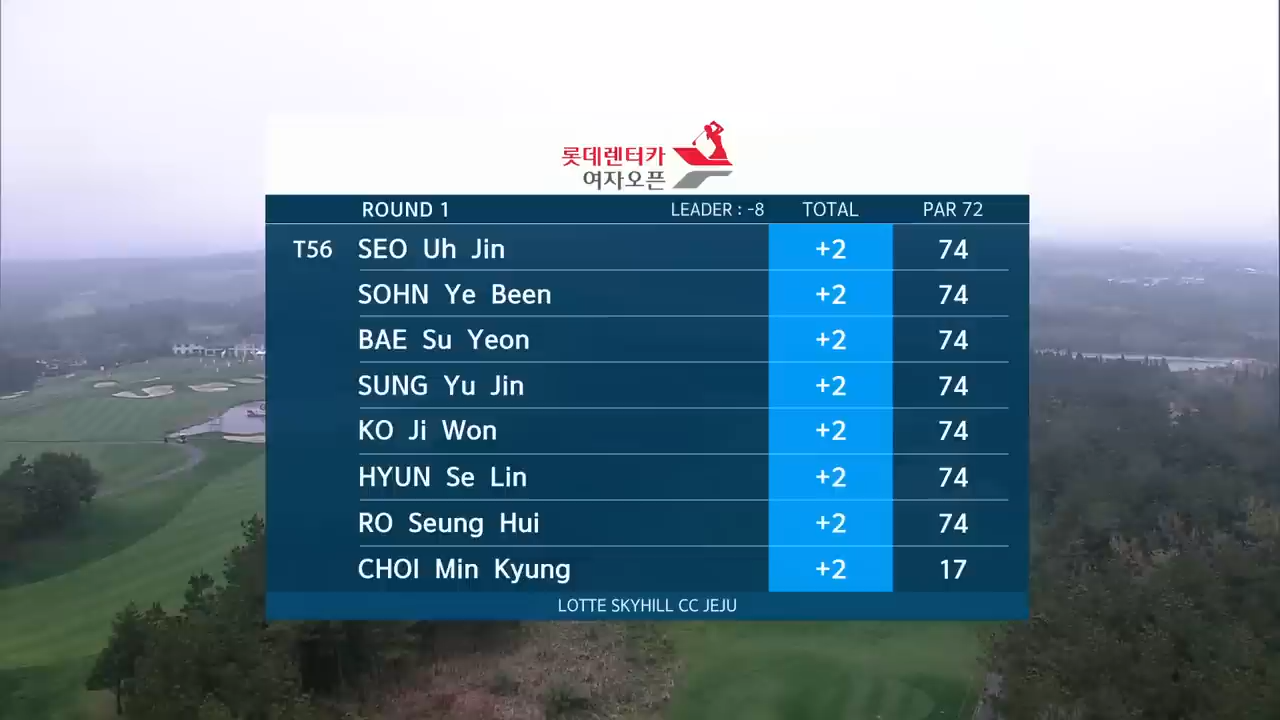 롯데렌터카
여자오픈
ROUND 1 LEADER : -8 TOTAL PAR 72
T56 SEO Uh Jin +2 74
SOHN Ye Been +2 74
BAE Su Yeon +2 74
SUNG Yu Jin +2 74
KO Ji Won +2 74
HYUN Se Lin +2 74
RO Seung Hui +2 74
CHOI Min Kyung +2 17
LOTTE SKYHILL CC JEJU